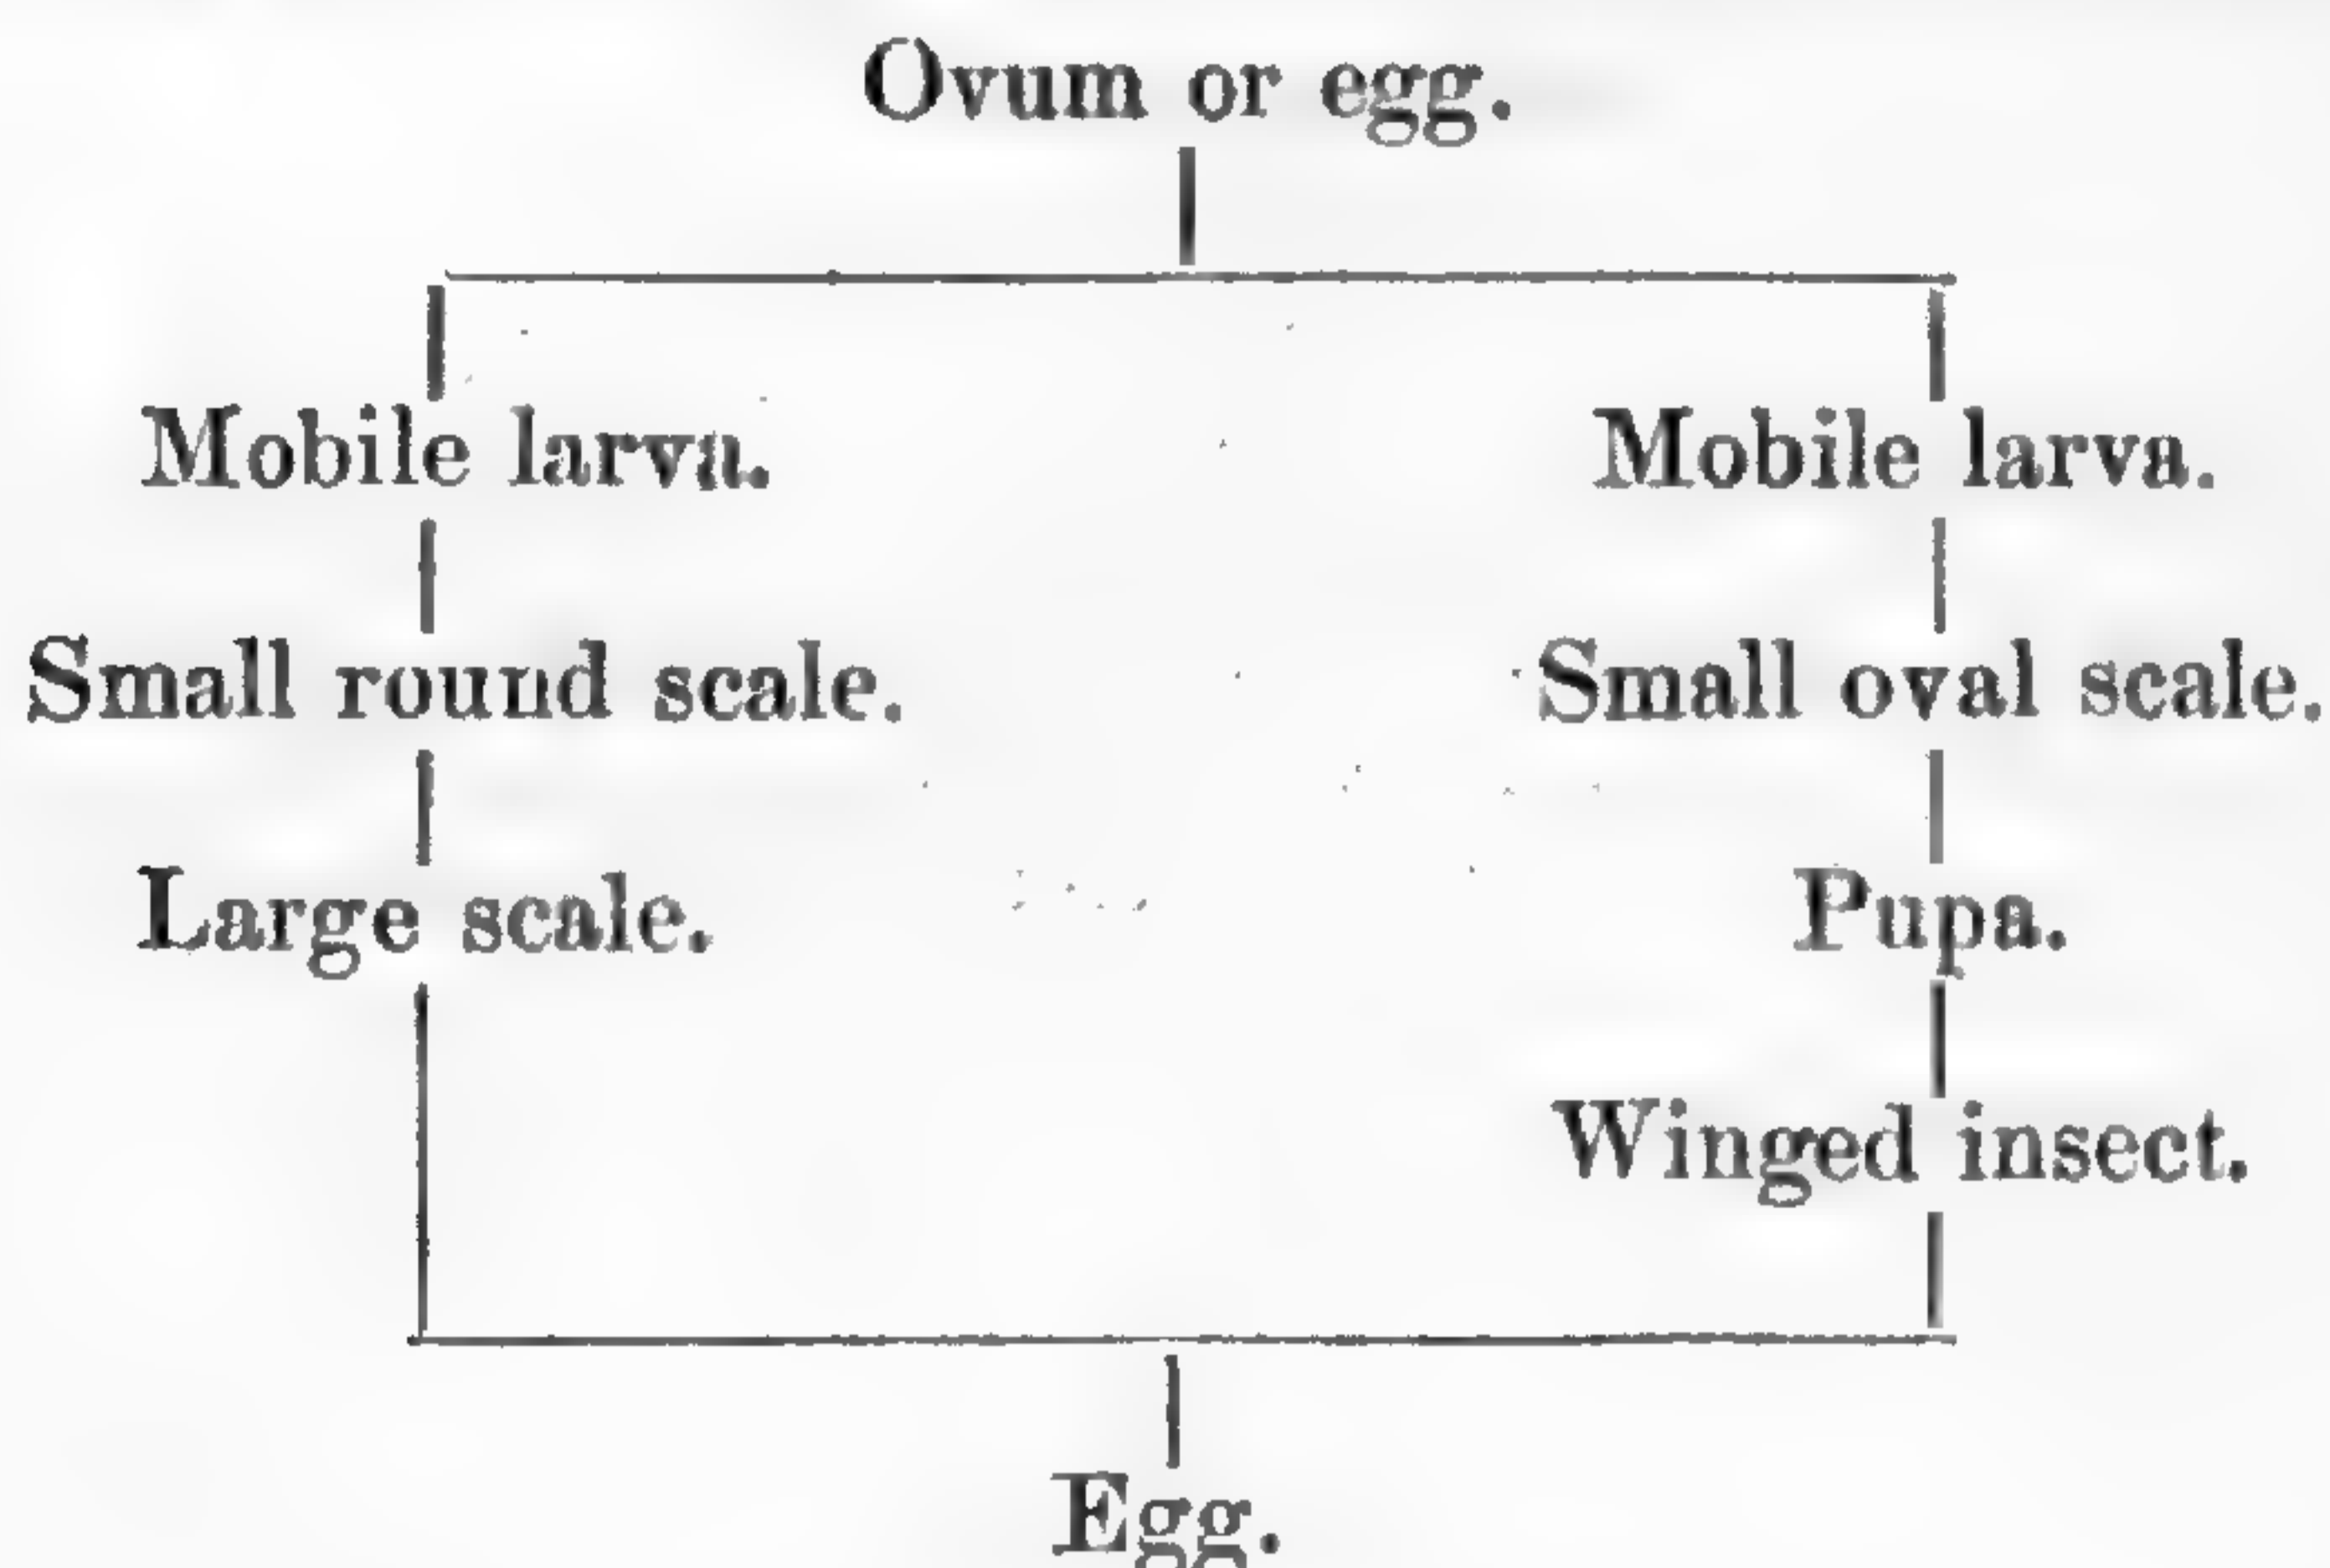 Ovum or egg.
Mobile larva. Mobile larva.
Small round scale. Small oval scale.
Large scale. Pupa.
Winged insect.
Egg.